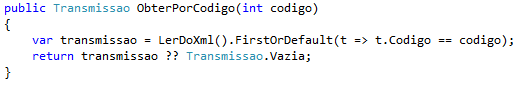 public Transmissao ObterPorCodigo(int codigo)
{
    var transmissao = LerDoXml().FirstOrDefault(t => t.Codigo == codigo);
    return transmissao ?? Transmissao.Vazia;
}